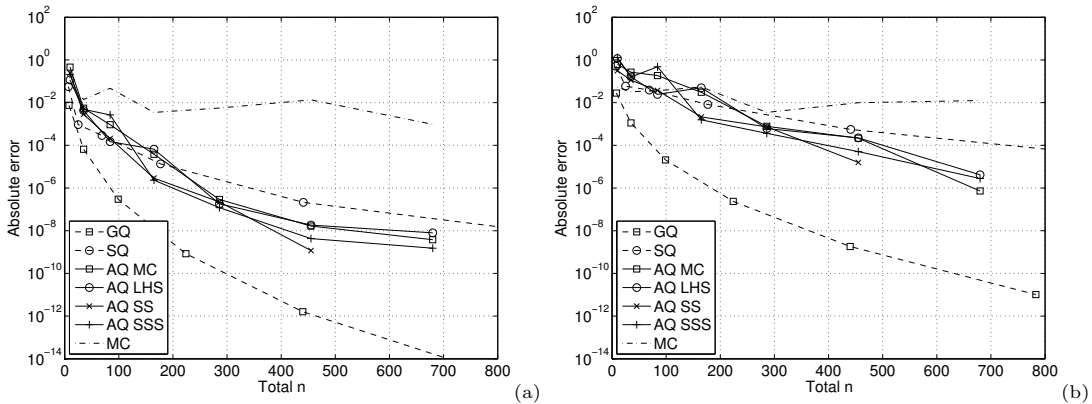 10^2
10^0
10^-2
10^-4
10^-6
10^-8
10^-10
10^-12
10^-14
Absolute error
GQ
SQ
AQ MC
AQ LHS
AQ SS
AQ SSS
MC
0 100 200 300 400 500 600 700 800
Total n
(a)
10^2
10^0
10^-2
10^-4
10^-6
10^-8
10^-10
10^-12
10^-14
Absolute error
GQ
SQ
AQ MC
AQ LHS
AQ SS
AQ SSS
MC
0 100 200 300 400 500 600 700 800
Total n
(b)